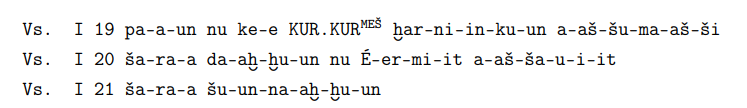 Vs. I 19 pa-a-un nu ke-e KUR.KURᴹᴱˢ̌ ḫar-ni-in-ku-un a-aš-šu-ma-aš-ši
Vs. I 20 ša-ra-a da-aḫ-ḫu-un nu É-er-mi-it a-aš-ša-u-i-it
Vs. I 21 ša-ra-a šu-un-na-aḫ-ḫu-un